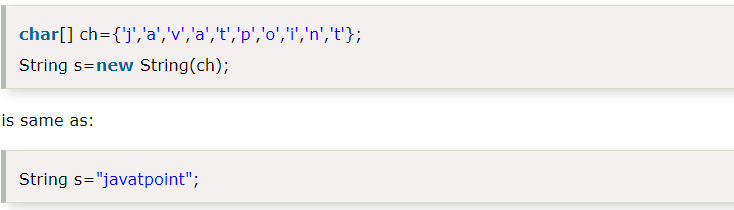 char[] ch={'j','a','v','a','t','p','o','i','n','t'};
String s=new String(ch);
is same as:
String s="javatpoint";